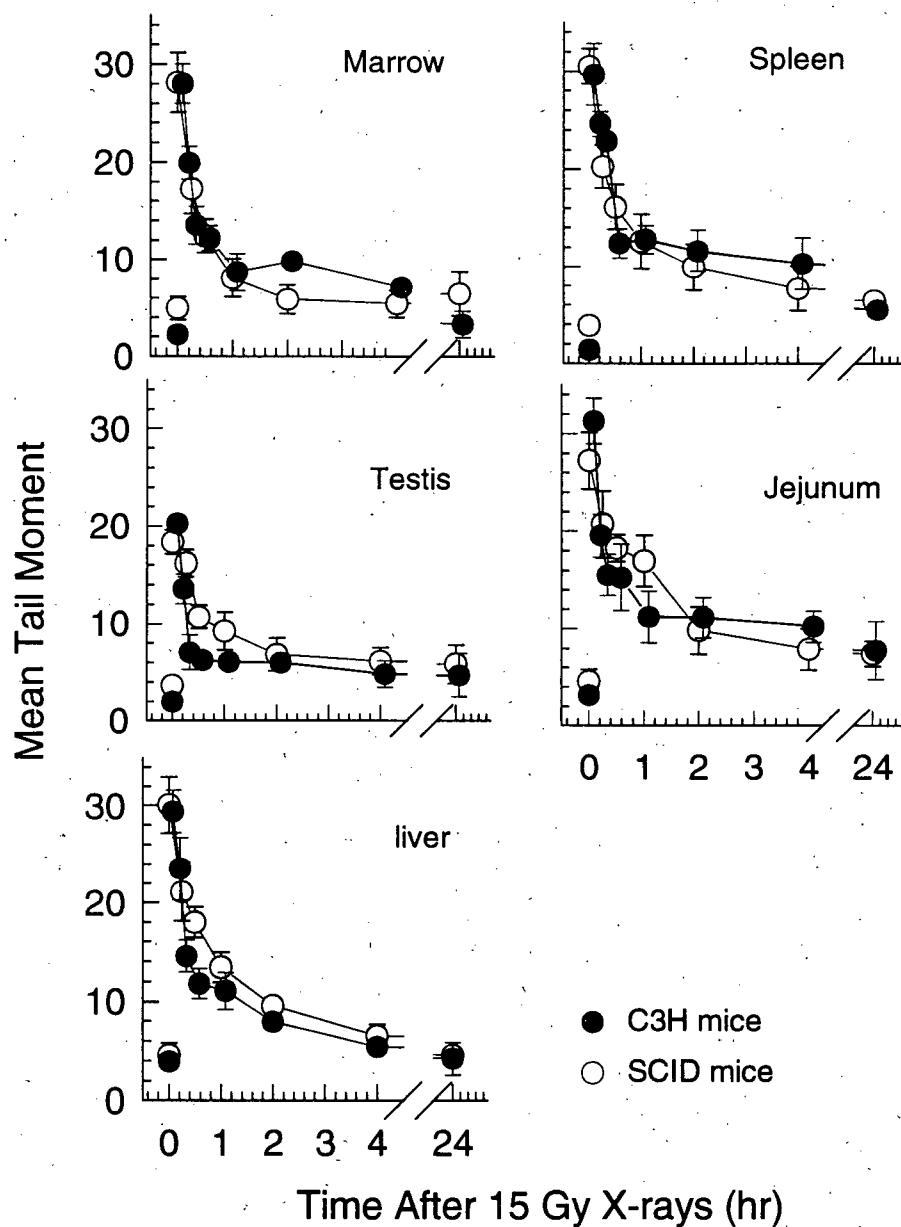 Marrow
30
20
10
0
Spleen
Mean Tail Moment
Testis
30
20
10
0
Jejunum
0 1 2 3 4 24
liver
30
20
10
0
0 1 2 3 4 24
C3H mice
SCID mice
Time After 15 Gy X-rays (hr)